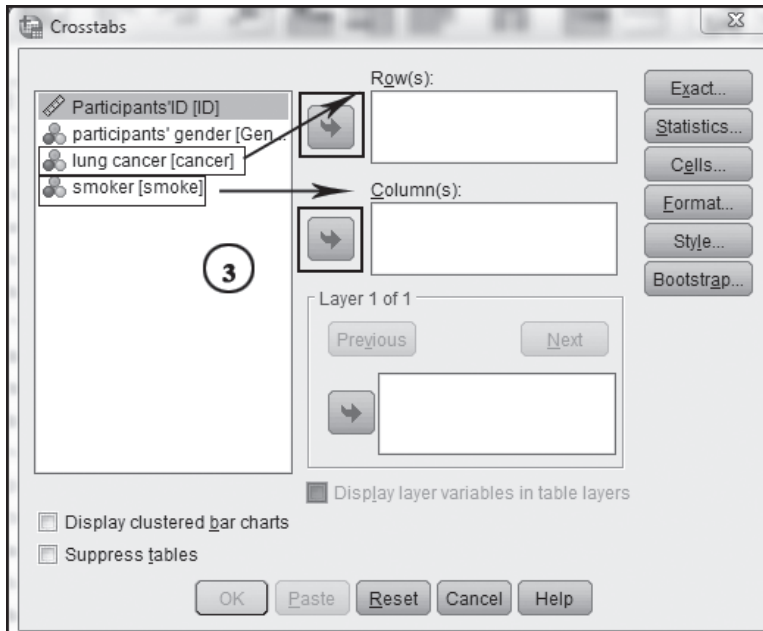 Crosstabs
Participants'ID [ID]
participants' gender [Gen...
lung cancer [cancer]
smoker [smoke]
3
Row(s):
Column(s):
Layer 1 of 1
Previous
Next
Display layer variables in table layers
Exact...
Statistics...
Cells...
Format...
Style...
Bootstrap...
Display clustered bar charts
Suppress tables
OK
Paste
Reset
Cancel
Help